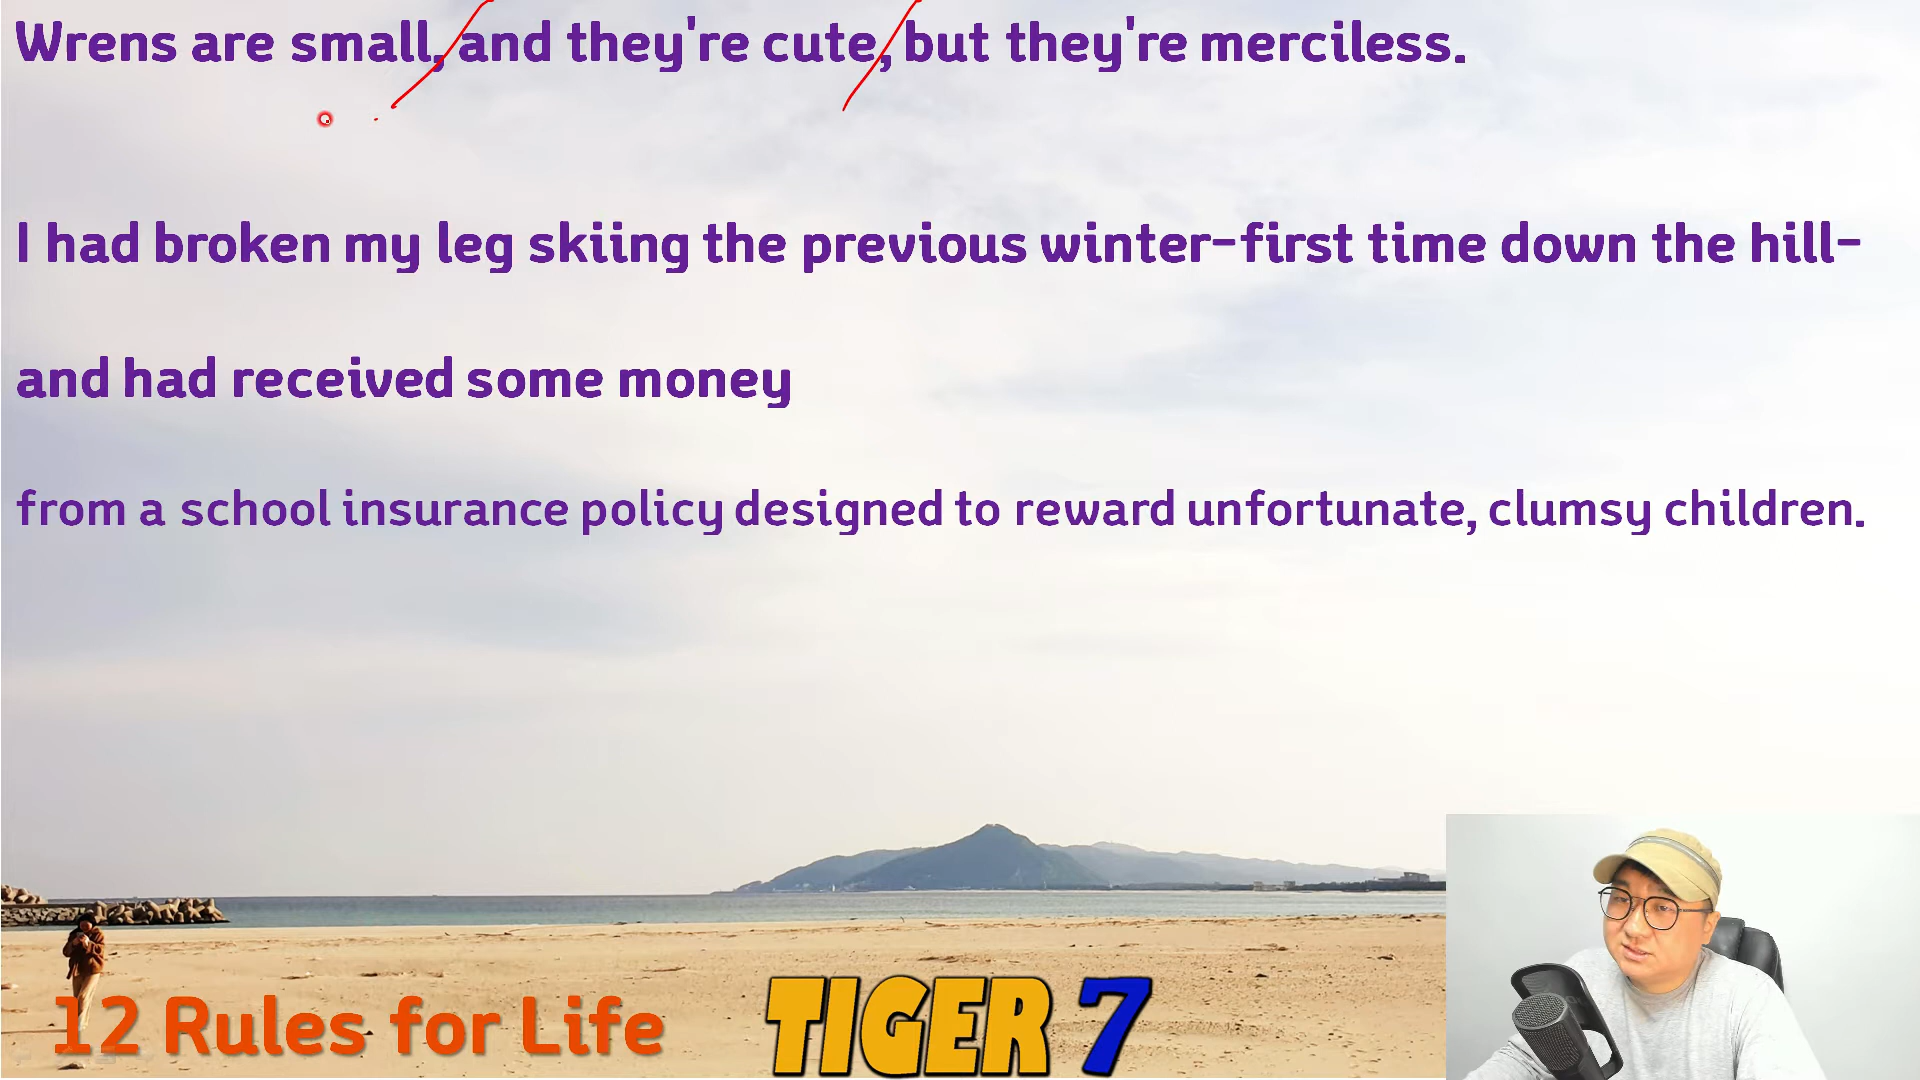 Wrens are small, and they're cute, but they're merciless.
I had broken my leg skiing the previous winter-first time down the hill-
and had received some money
from a school insurance policy designed to reward unfortunate, clumsy children.
12 Rules for Life
TIGER 7